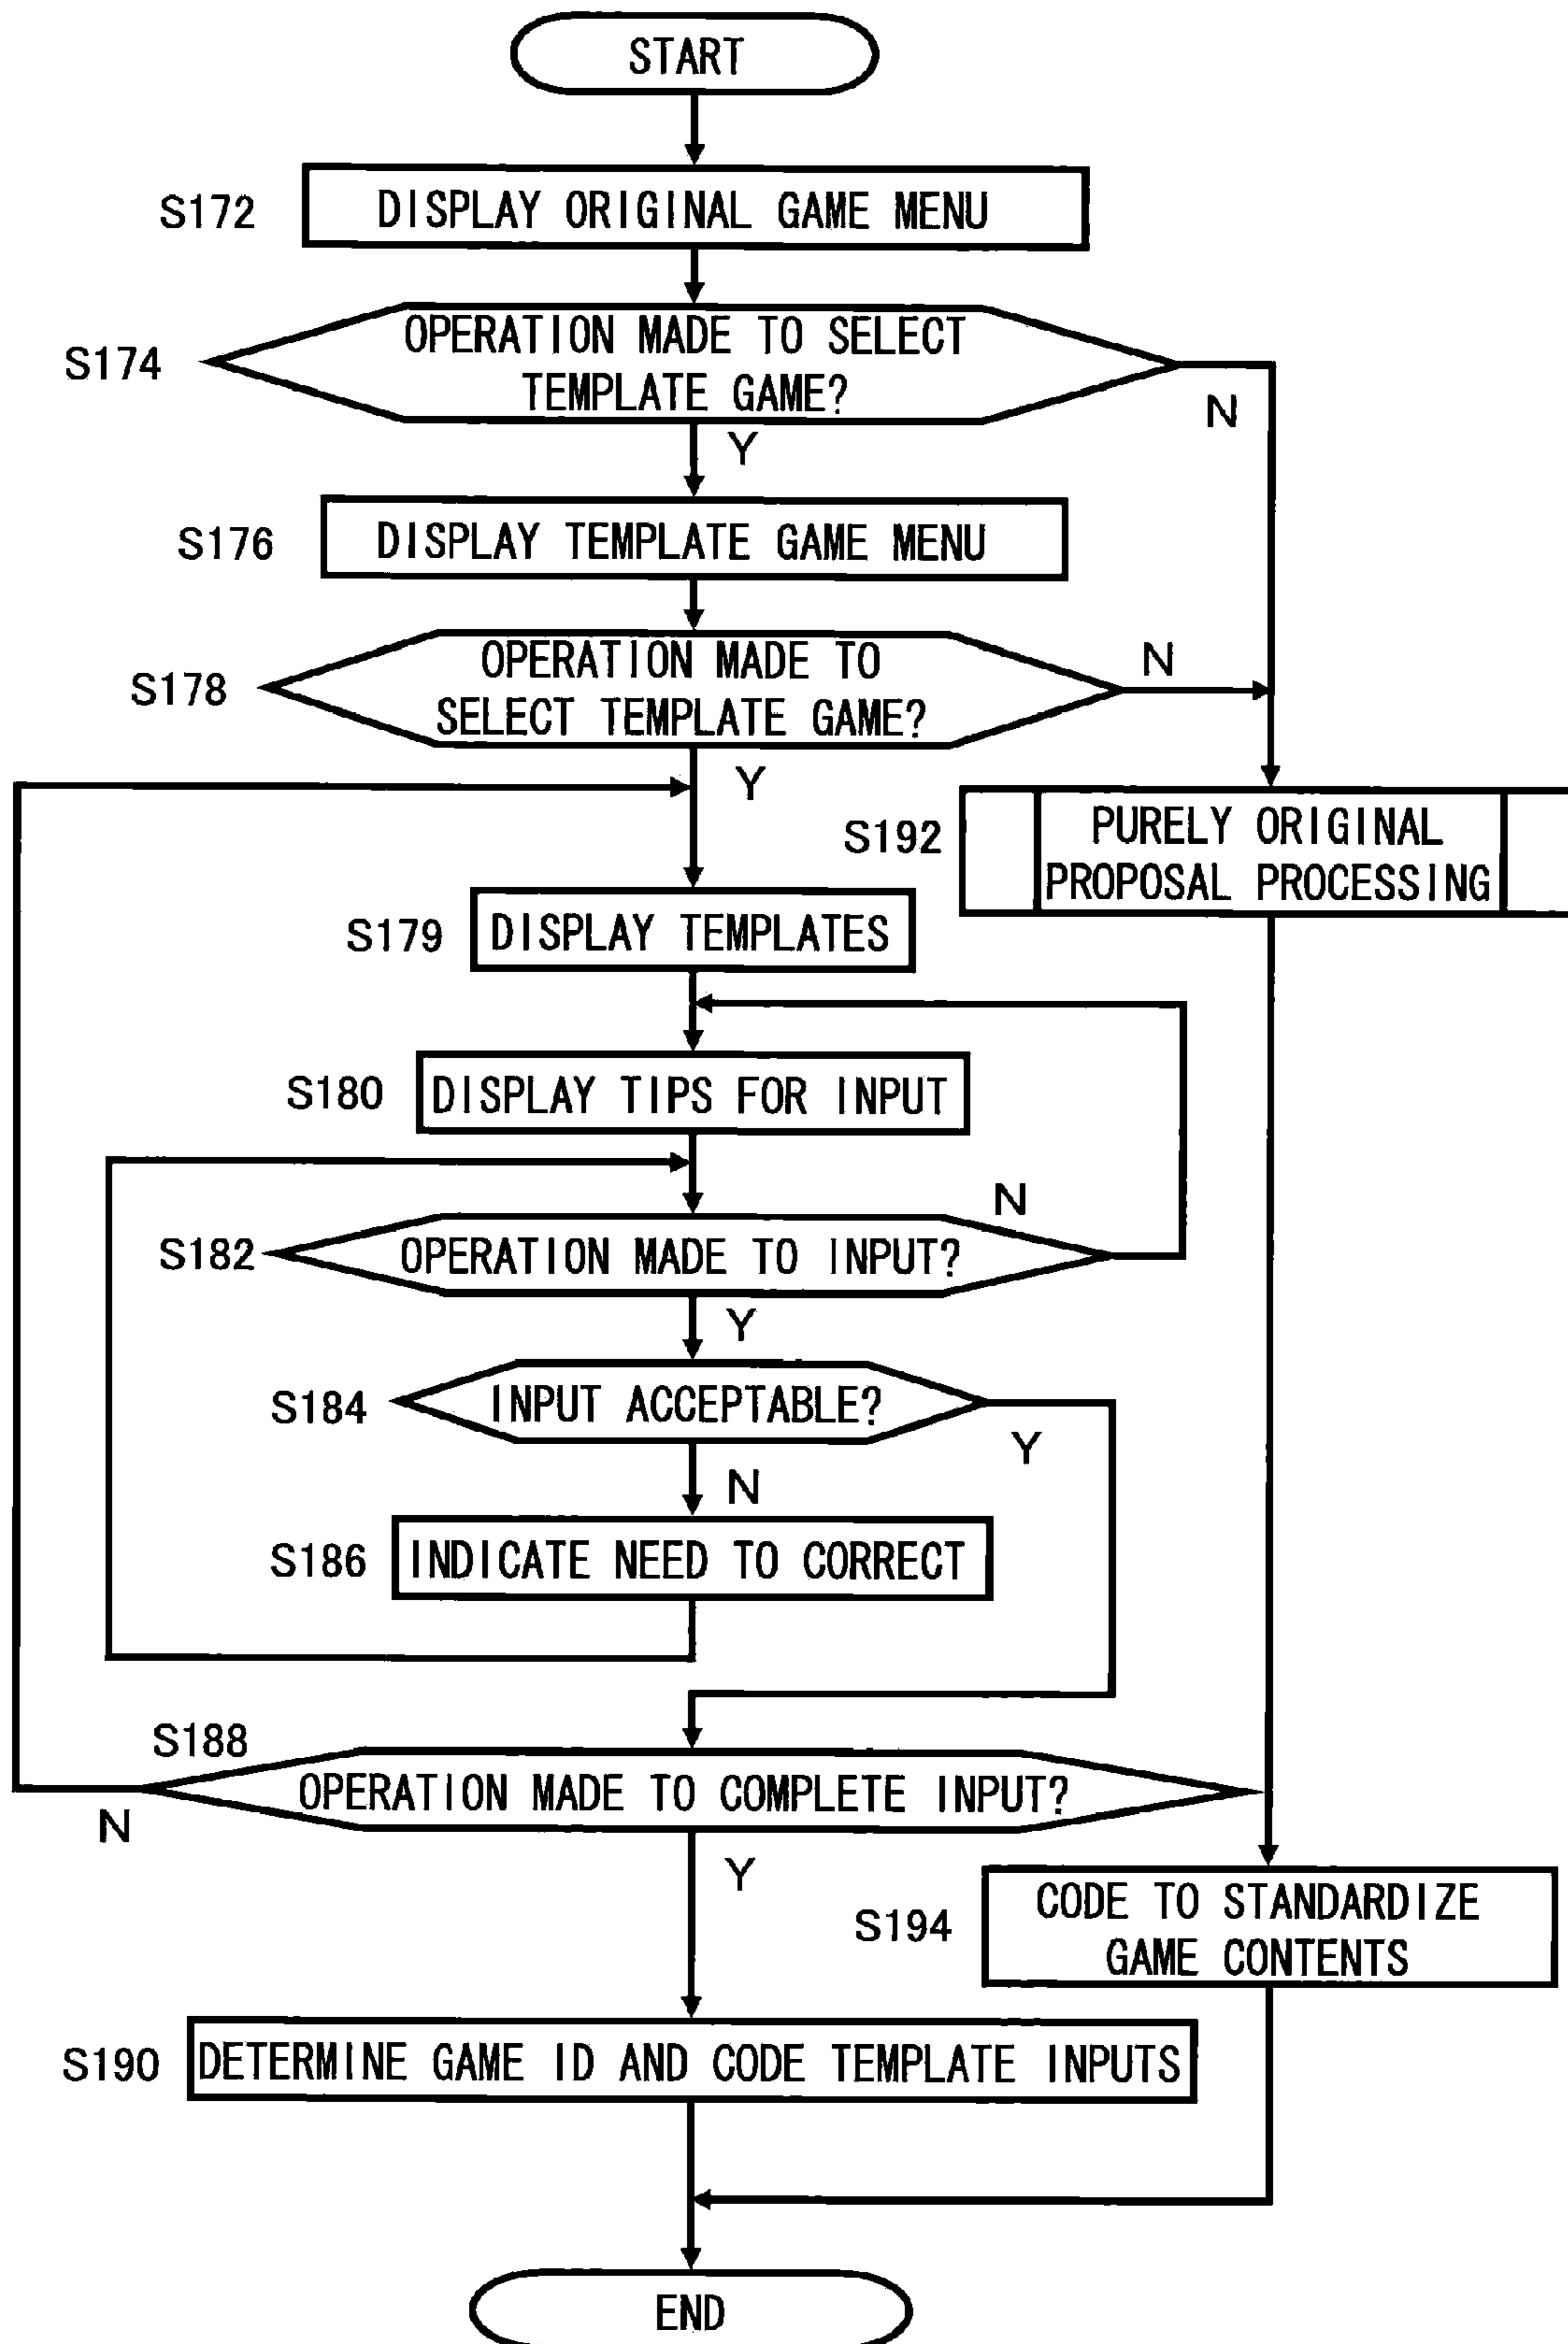 START
S172
DISPLAY ORIGINAL GAME MENU
S174
OPERATION MADE TO SELECT
TEMPLATE GAME?
N
Y
S176
DISPLAY TEMPLATE GAME MENU
S178
OPERATION MADE TO
SELECT TEMPLATE GAME?
N
Y
S192
PURELY ORIGINAL
PROPOSAL PROCESSING
S179
DISPLAY TEMPLATES
S180
DISPLAY TIPS FOR INPUT
N
S182
OPERATION MADE TO INPUT?
Y
S184
INPUT ACCEPTABLE?
Y
N
S186
INDICATE NEED TO CORRECT
S188
OPERATION MADE TO COMPLETE INPUT?
N
Y
S194
CODE TO STANDARDIZE
GAME CONTENTS
S190
DETERMINE GAME ID AND CODE TEMPLATE INPUTS
END